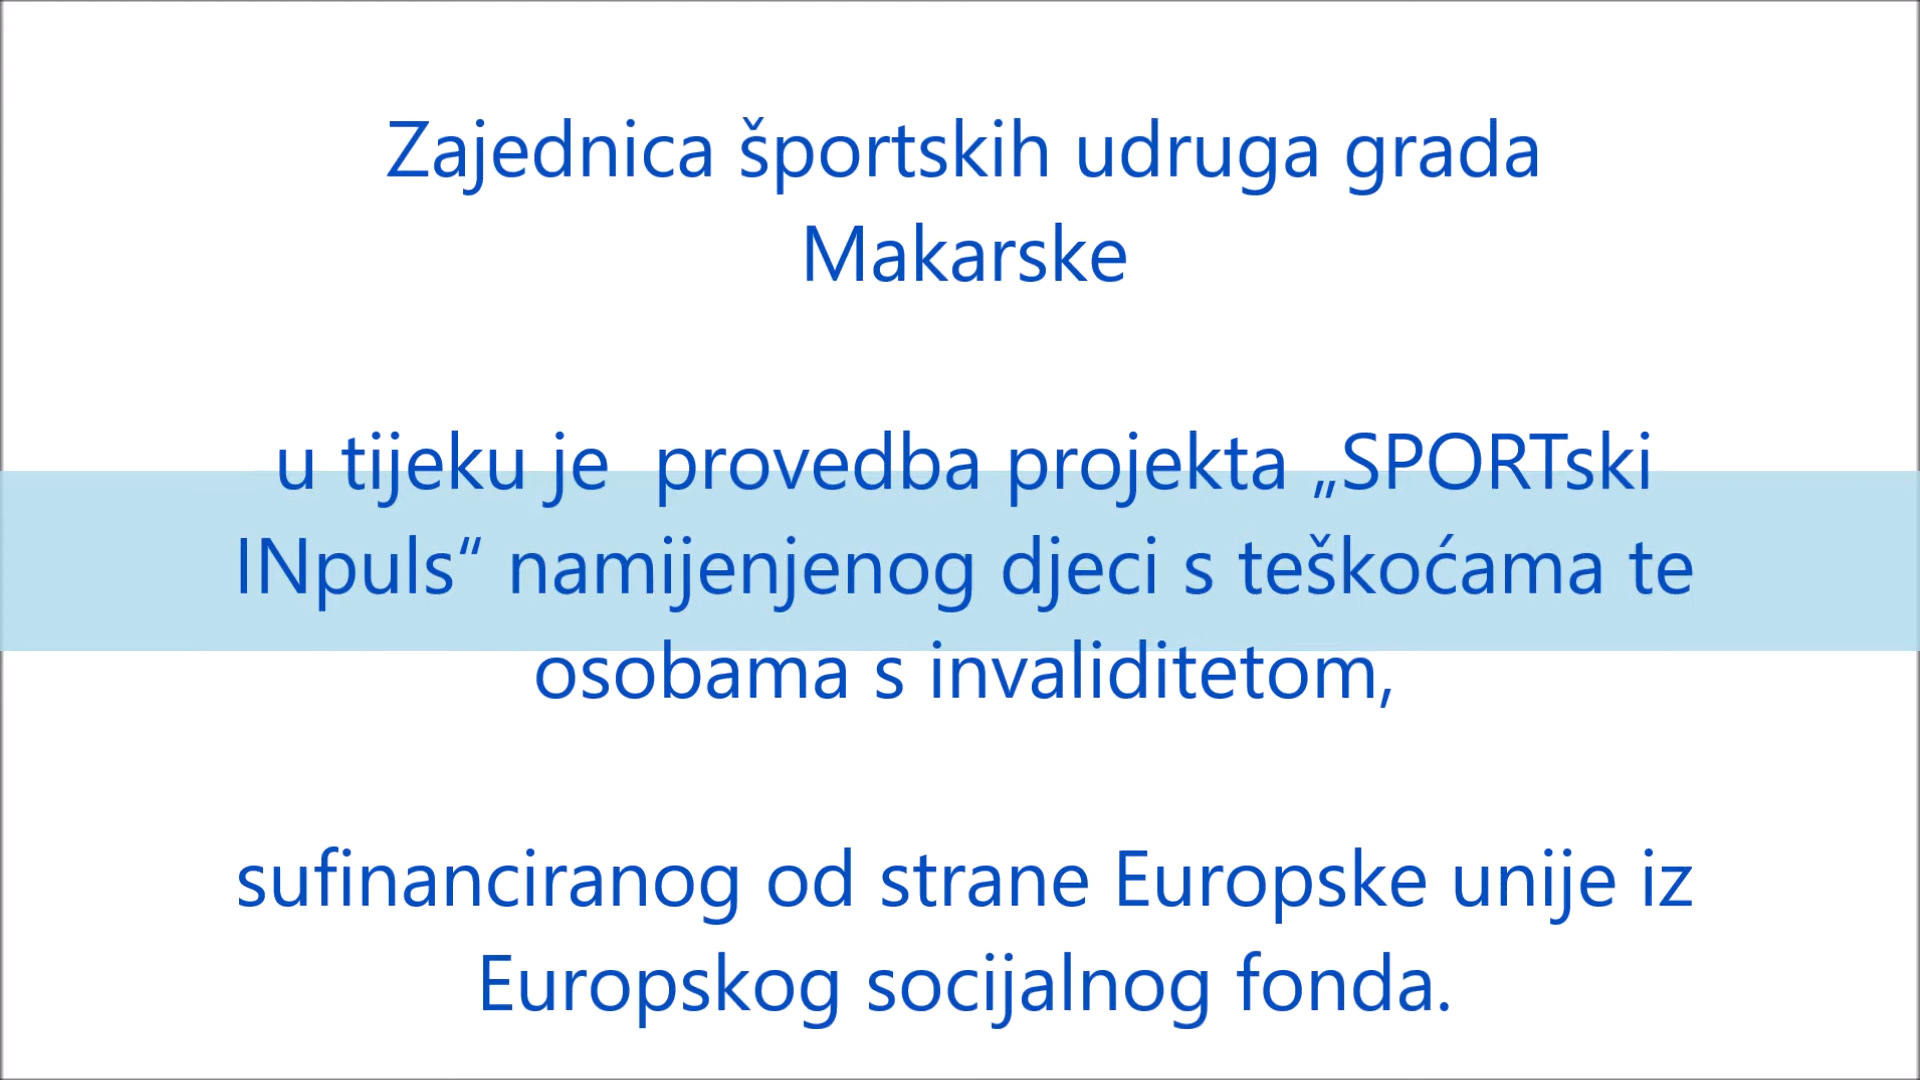 Zajednica športskih udruga grada
Makarske
u tijeku je  provedba projekta „SPORTski
INpuls“ namijenjenog djeci s teškoćama te
osobama s invaliditetom,
sufinanciranog od strane Europske unije iz
Europskog socijalnog fonda.